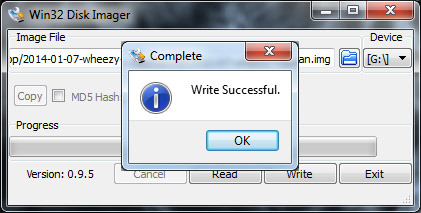 Win32 Disk Imager
Image File
Device
op/2014-01-07-wheezy-
an.img
[G:\]
Complete
Write Successful.
OK
Copy
MD5 Hash
Progress
Version: 0.9.5
Cancel
Read
Write
Exit